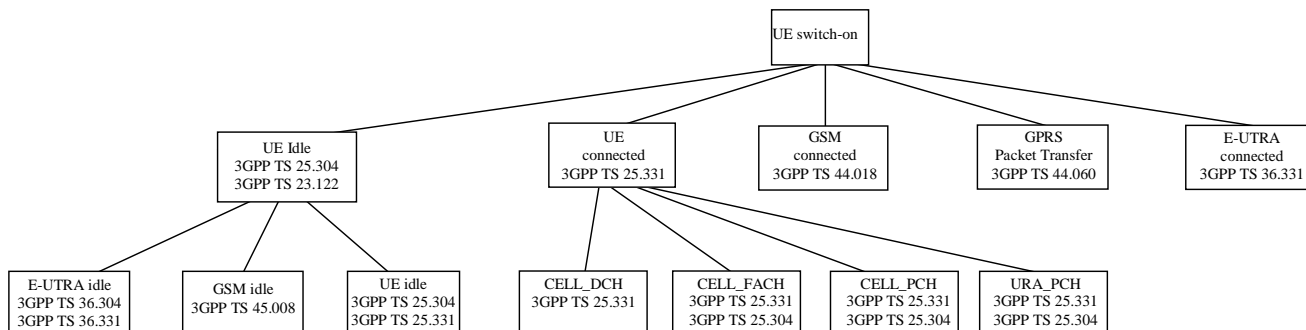 UE switch-on
UE Idle
3GPP TS 25.304
3GPP TS 23.122
UE
connected
3GPP TS 25.331
GSM
connected
3GPP TS 44.018
GPRS
Packet Transfer
3GPP TS 44.060
E-UTRA
connected
3GPP TS 36.331
E-UTRA idle
3GPP TS 36.304
3GPP TS 36.331
GSM idle
3GPP TS 45.008
UE idle
3GPP TS 25.304
3GPP TS 25.331
CELL_DCH
3GPP TS 25.331
CELL_FACH
3GPP TS 25.331
3GPP TS 25.304
CELL_PCH
3GPP TS 25.331
3GPP TS 25.304
URA_PCH
3GPP TS 25.331
3GPP TS 25.304